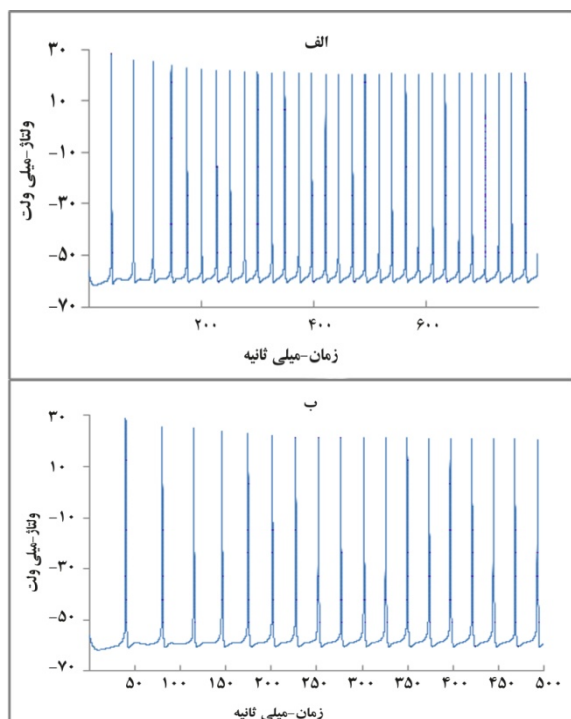 الف
۳۰
۱۰
-۱۰
-۳۰
-۵۰
-۷۰
ولتاژ-میلی ولت
۲۰۰ ۴۰۰ ۶۰۰
زمان-میلی ثانیه
ب
۳۰
۱۰
-۱۰
-۳۰
-۵۰
-۷۰
ولتاژ-میلی ولت
۵۰ ۱۰۰ ۱۵۰ ۲۰۰ ۲۵۰ ۳۰۰ ۳۵۰ ۴۰۰ ۴۵۰ ۵۰۰
زمان-میلی ثانیه